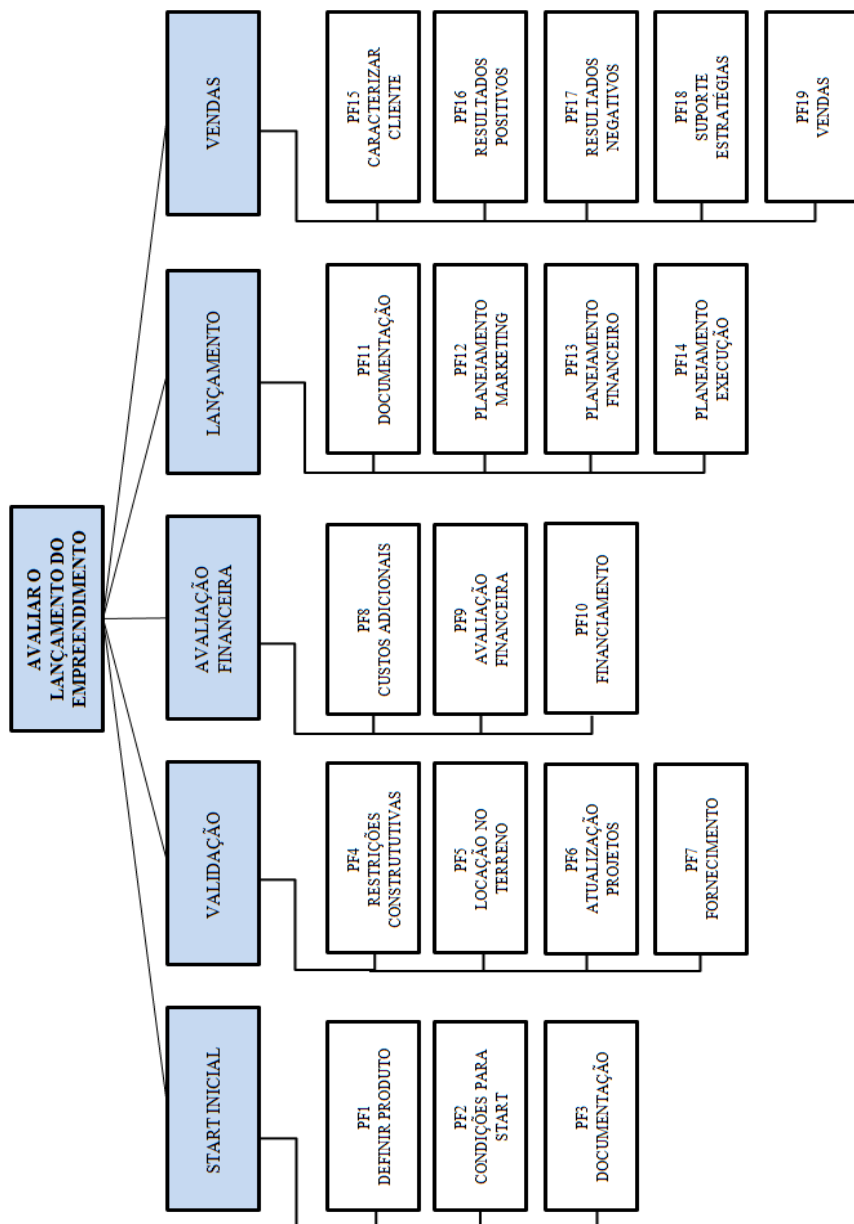 AVALIAR O
LANÇAMENTO DO
EMPREENDIMENTO
START INICIAL
PF1
DEFINIR PRODUTO
PF2
CONDIÇÕES PARA
START
PF3
DOCUMENTAÇÃO
VALIDAÇÃO
PF4
RESTRIÇÕES
CONSTRUTUTIVAS
PF5
LOCAÇÃO NO
TERRENO
PF6
ATUALIZAÇÃO
PROJETOS
PF7
FORNECIMENTO
AVALIAÇÃO
FINANCEIRA
PF8
CUSTOS ADICIONAIS
PF9
AVALIAÇÃO
FINANCEIRA
PF10
FINANCIAMENTO
LANÇAMENTO
PF11
DOCUMENTAÇÃO
PF12
PLANEJAMENTO
MARKETING
PF13
PLANEJAMENTO
FINANCEIRO
PF14
PLANEJAMENTO
EXECUÇÃO
VENDAS
PF15
CARACTERIZAR
CLIENTE
PF16
RESULTADOS
POSITIVOS
PF17
RESULTADOS
NEGATIVOS
PF18
SUPORTE
ESTRATÉGIAS
PF19
VENDAS